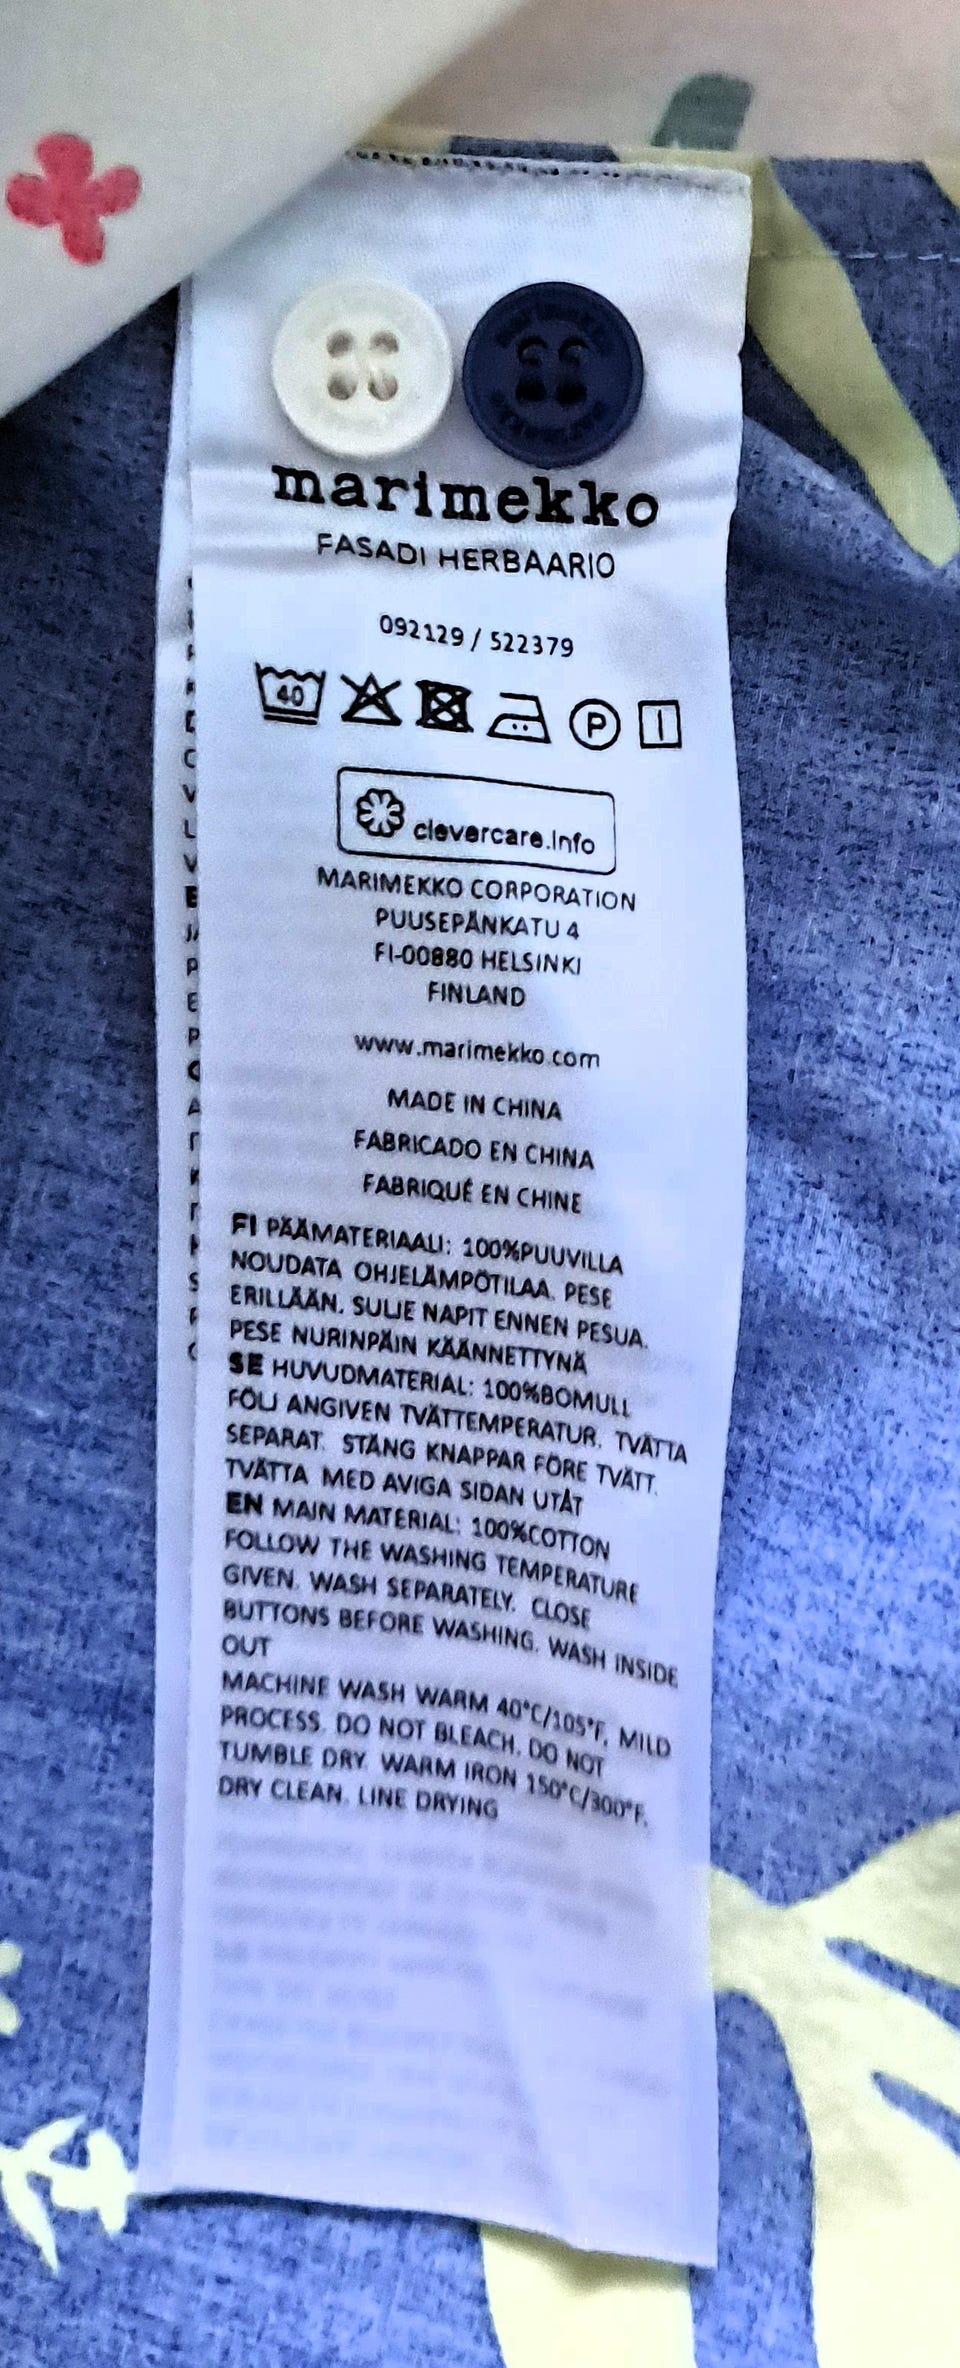 marimekko
FASADI HERBAARIO
092129 / 522379
40
P
clevercare.info
MARIMEKKO CORPORATION
PUUSEPÄNKATU 4
FI-00880 HELSINKI
FINLAND
www.marimekko.com
MADE IN CHINA
FABRICADO EN CHINA
FABRIQUÉ EN CHINE
FI PÄÄMATERIAALI: 100%PUUVILLA
NOUDATA OHJELÄMPÖTILAA. PESE
ERILLÄÄN. SULJE NAPIT ENNEN PESUA.
PESE NURINPÄIN KÄÄNNETTYNÄ
SE HUVUDMATERIAL: 100%BOMULL
FÖLJ ANGIVEN TVÄTTEMPERATUR. TVÄTTA
SEPARAT. STÄNG KNAPPAR FÖRE TVÄTT.
TVÄTTA MED AVIGA SIDAN UTÅT
EN MAIN MATERIAL: 100%COTTON
FOLLOW THE WASHING TEMPERATURE
GIVEN. WASH SEPARATELY. CLOSE
BUTTONS BEFORE WASHING. WASH INSIDE
OUT
MACHINE WASH WARM 40°C/105°F, MILD
PROCESS. DO NOT BLEACH. DO NOT
TUMBLE DRY. WARM IRON 150°C/300°F.
DRY CLEAN. LINE DRYING